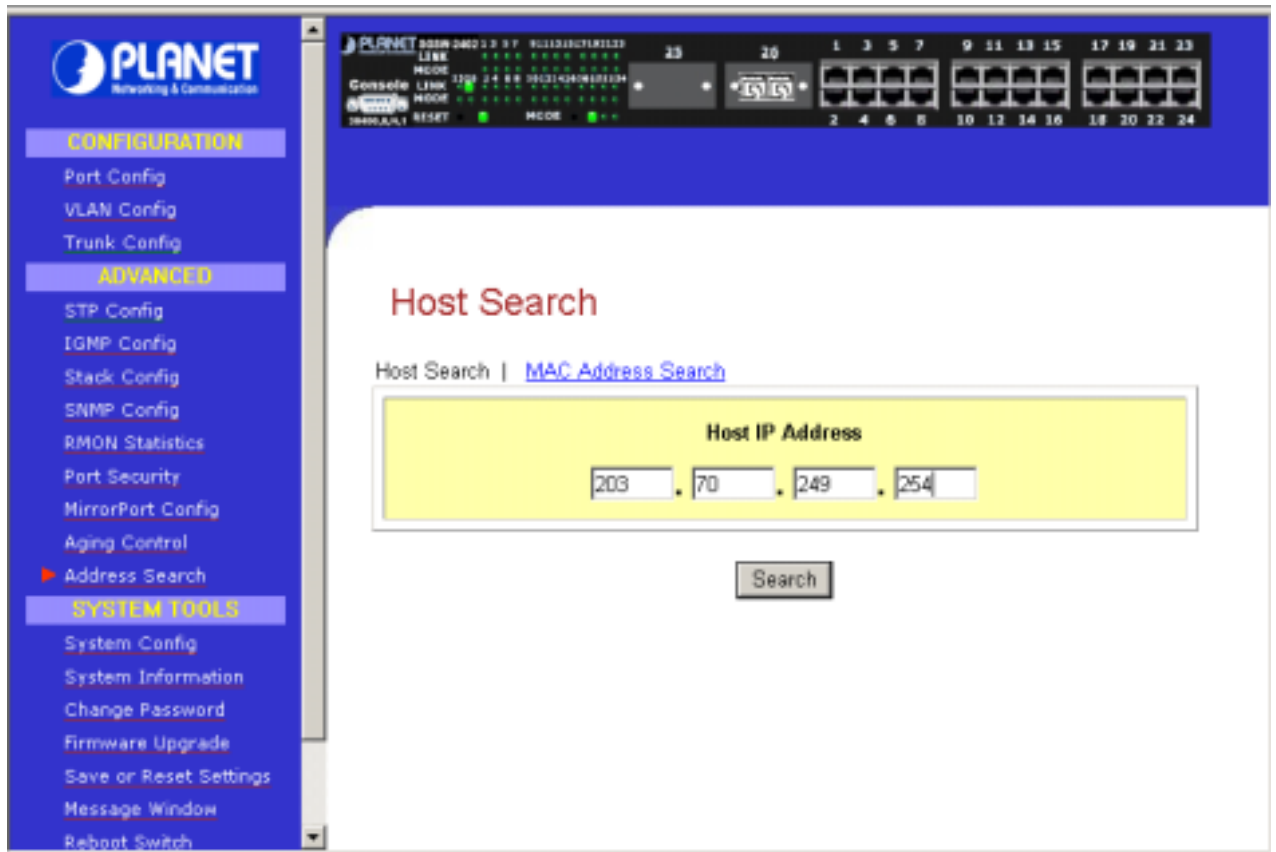 PLANET
Networking & Communication
CONFIGURATION
Port Config
VLAN Config
Trunk Config
ADVANCED
STP Config
IGMP Config
Stack Config
SNMP Config
RMON Statistics
Port Security
MirrorPort Config
Aging Control
Address Search
SYSTEM TOOLS
System Config
System Information
Change Password
Firmware Upgrade
Save or Reset Settings
Message Window
Reboot Switch
PLANET
LINK
MODE
Console LINK
MODE
RESET MODE
25 26
1 3 5 7 9 11 13 15 17 19 21 23
2 4 6 8 10 12 14 16 18 20 22 24
Host Search
Host Search | MAC Address Search
Host IP Address
203 . 70 . 249 . 254
Search